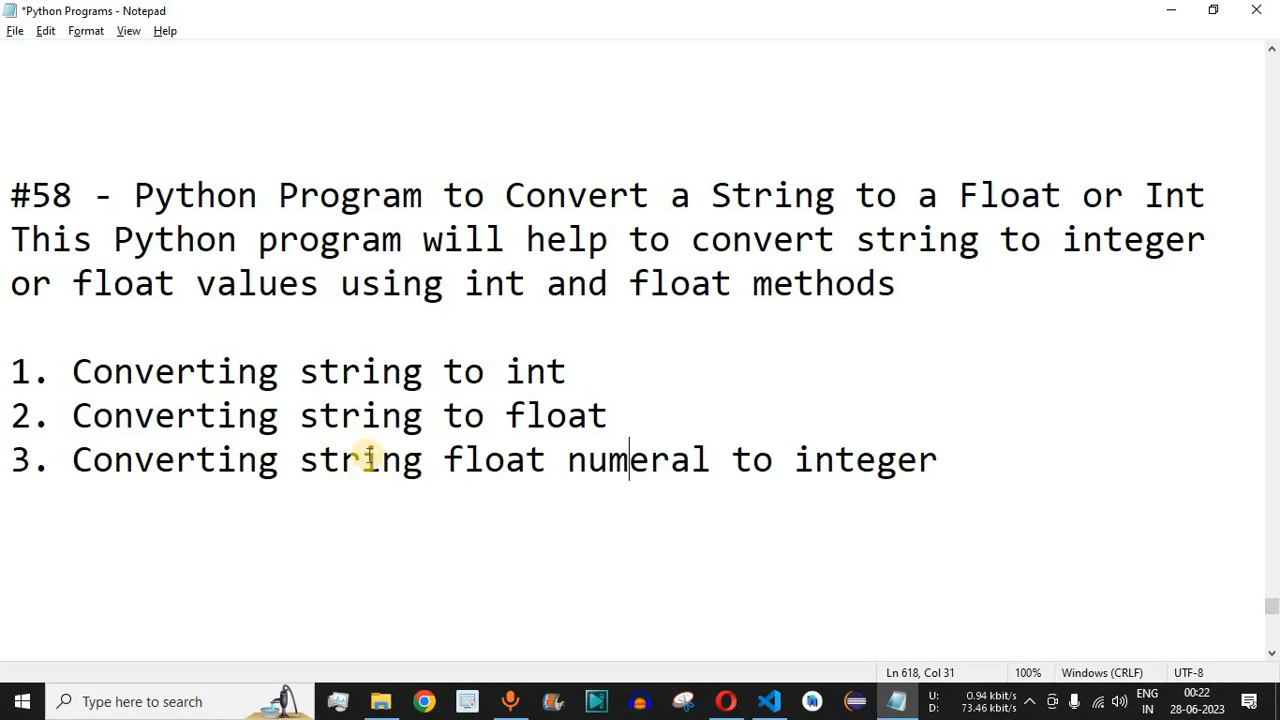 *Python Programs - Notepad
File Edit Format View Help
#58 - Python Program to Convert a String to a Float or Int
This Python program will help to convert string to integer
or float values using int and float methods
1. Converting string to int
2. Converting string to float
3. Converting string float numeral to integer
Ln 618, Col 31 100% Windows (CRLF) UTF-8
Type here to search
U: 0.94 kbit/s ENG 00:22
D: 73.46 kbit/s IN 28-06-2023